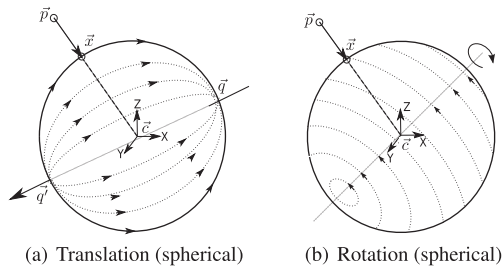 p⃗
x⃗
q⃗
Z
c⃗
X
Y
q⃗'
(a) Translation (spherical)
p⃗
x⃗
Z
c⃗
X
Y
(b) Rotation (spherical)